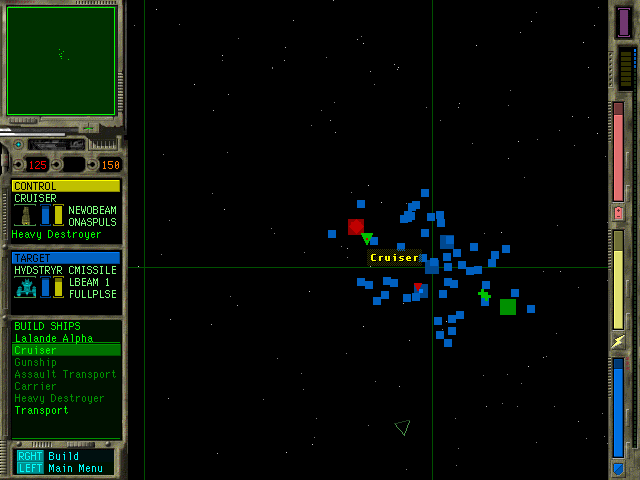 125 150
CONTROL
CRUISER
NEWOBEAM
ONASPULS
Heavy Destroyer
TARGET
HVDSTRYR CMISSILE
LBEAM 1
FULLPLSE
BUILD SHIPS
Lalande Alpha
Cruiser
Gunship
Assault Transport
Carrier
Heavy Destroyer
Transport
RGHT Build
LEFT Main Menu
Cruiser